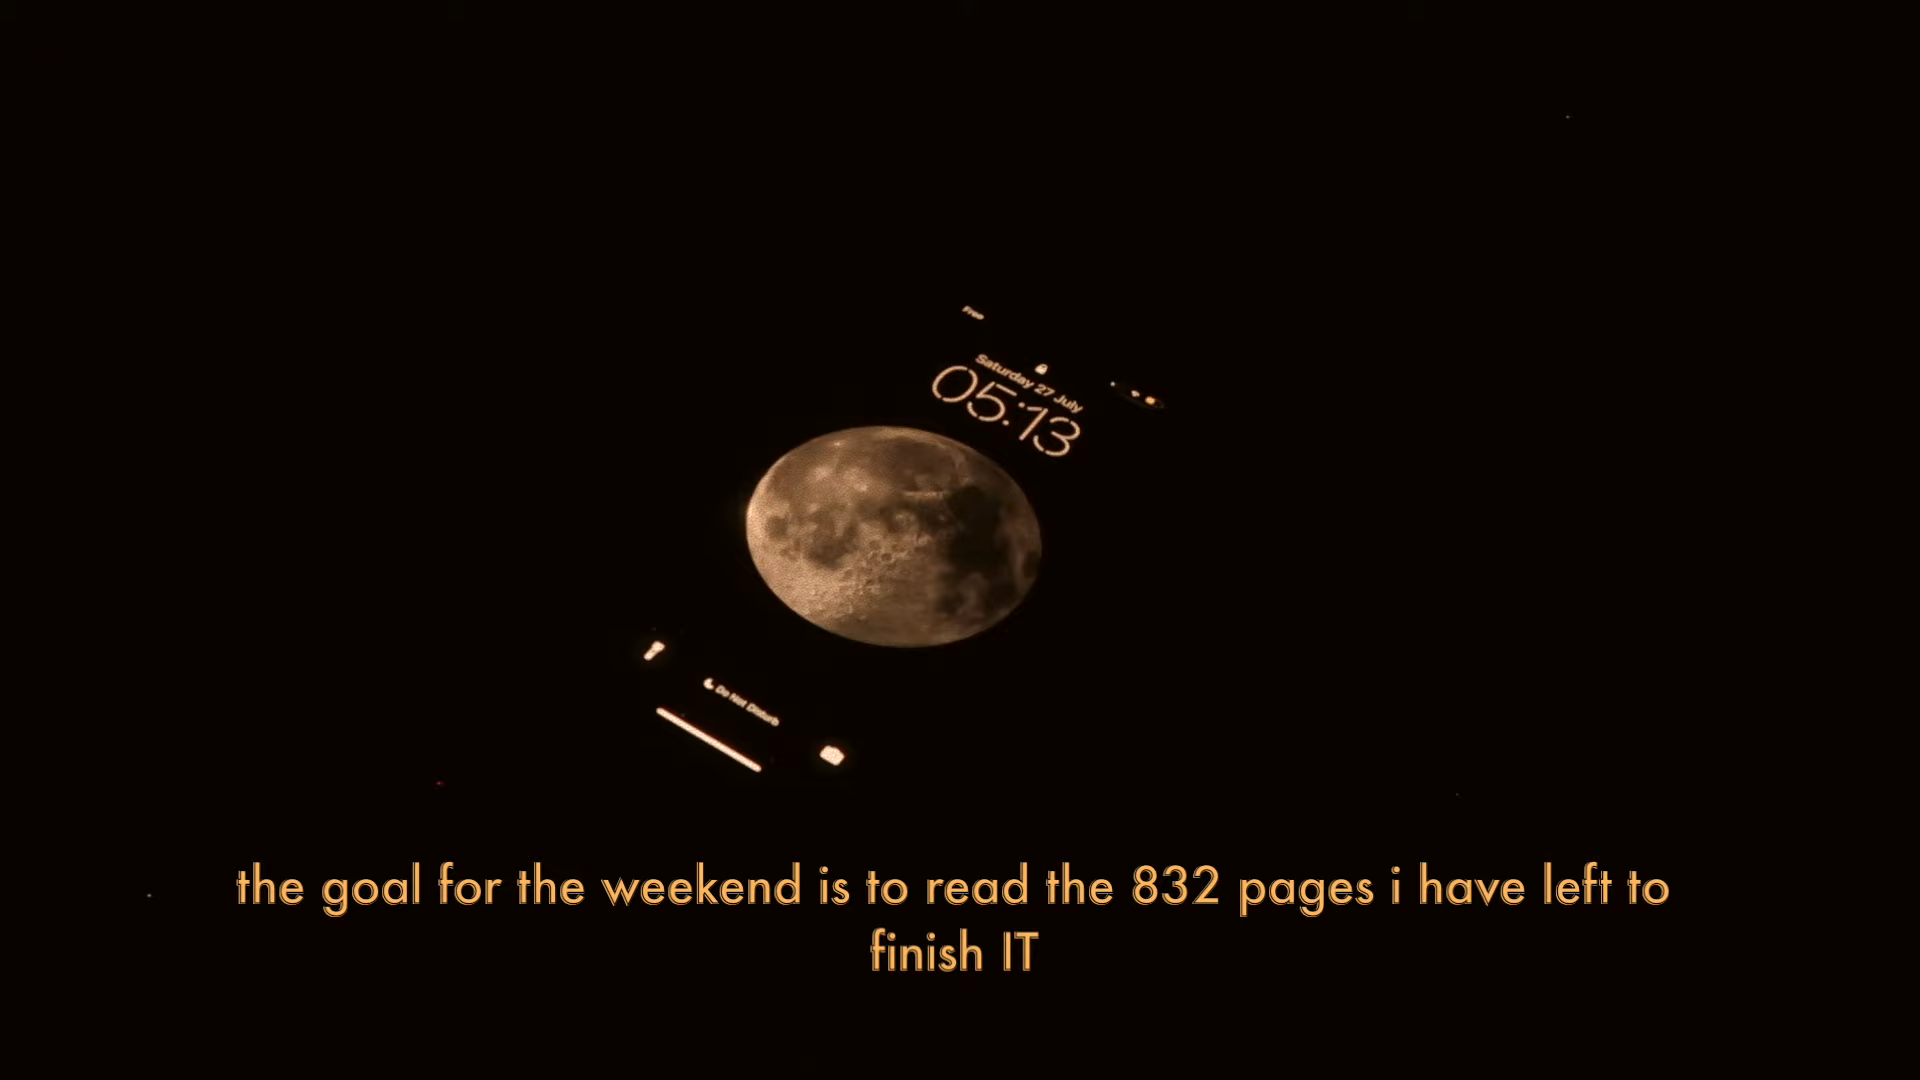 Free
Saturday 27 July
05:13
Do Not Disturb
the goal for the weekend is to read the 832 pages i have left to
finish IT